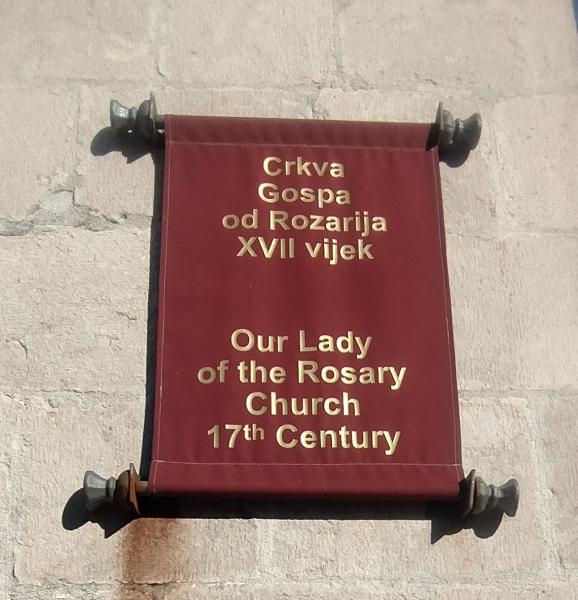 Crkva
Gospa
od Rozarija
XVII vijek
Our Lady
of the Rosary
Church
17th Century